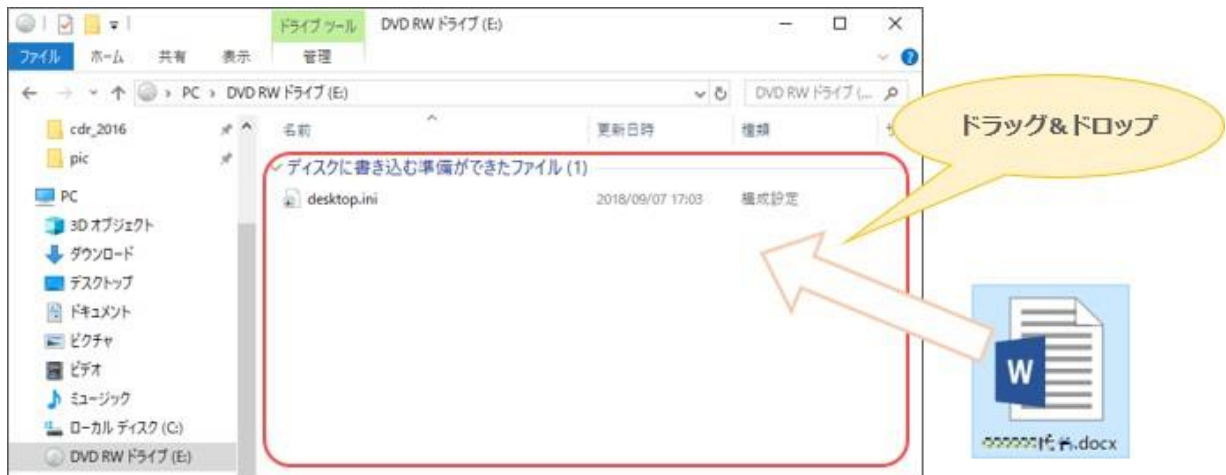 ドライブ ツール DVD RW ドライブ (E:)
ファイル ホーム 共有 表示 管理
PC › DVD RW ドライブ (E:) DVD RW ドライブ (...
cdr_2016
pic
PC
3D オブジェクト
ダウンロード
デスクトップ
ドキュメント
ピクチャ
ビデオ
ミュージック
ローカル ディスク (C:)
DVD RW ドライブ (E:)
名前 更新日時 種類
ディスクに書き込む準備ができたファイル (1)
desktop.ini 2018/09/07 17:03 構成設定
ドラッグ&ドロップ
W
.docx